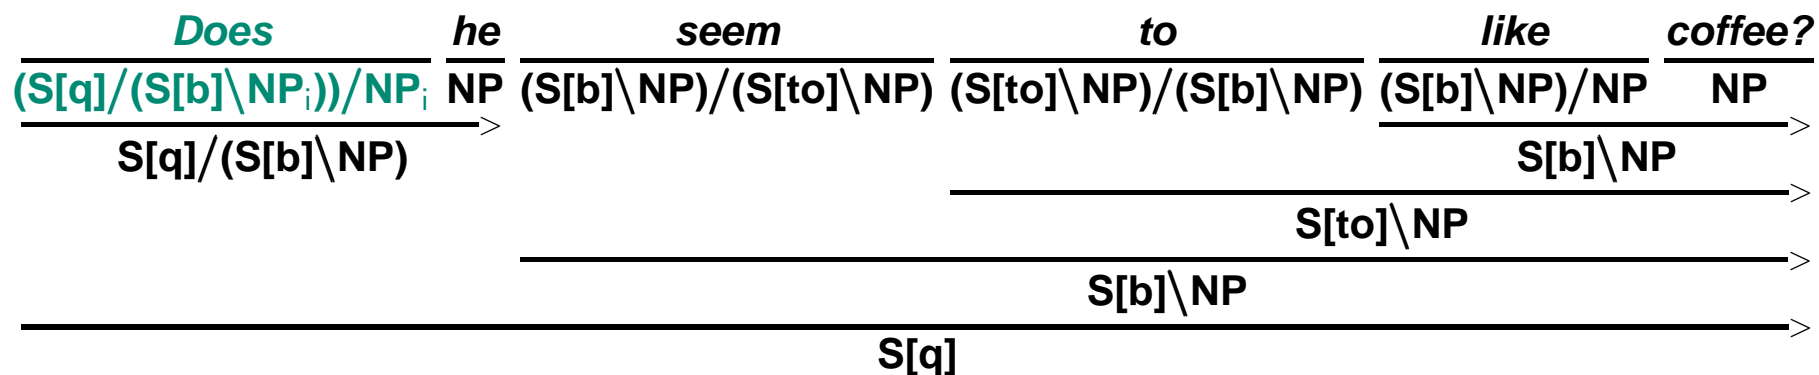 Does he seem to like coffee?
(S[q]/(S[b]\NPi))/NPi NP (S[b]\NP)/(S[to]\NP) (S[to]\NP)/(S[b]\NP) (S[b]\NP)/NP NP
> >
S[q]/(S[b]\NP) S[b]\NP
>
S[to]\NP
>
S[b]\NP
>
S[q]